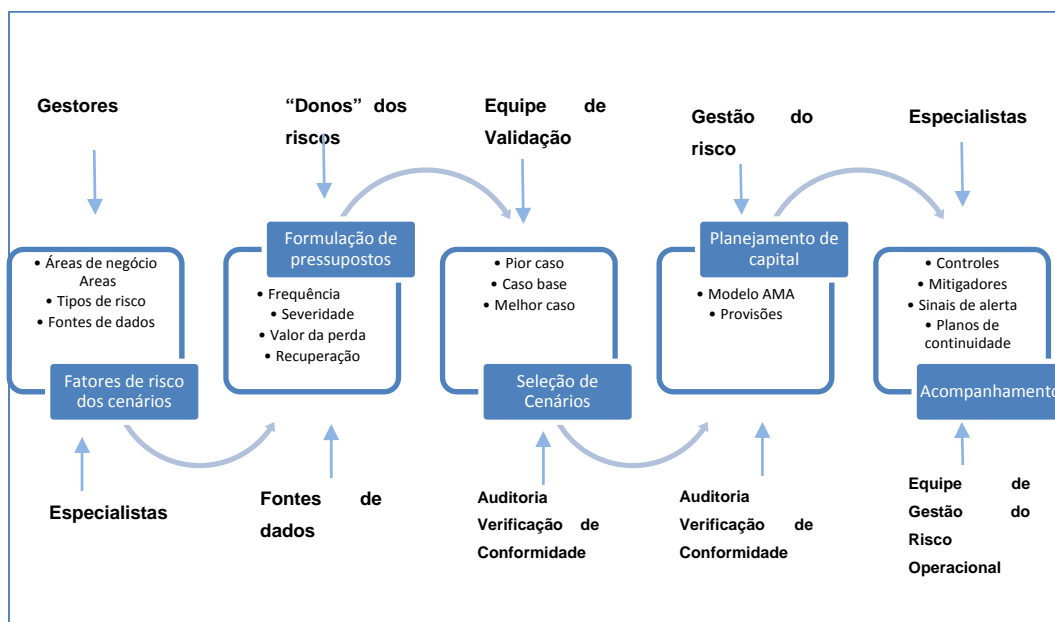 Gestores
“Donos” dos
riscos
Equipe de
Validação
Gestão do
risco
Especialistas
• Áreas de negócio
Areas
• Tipos de risco
• Fontes de dados
Fatores de risco
dos cenários
Formulação de
pressupostos
• Frequência
• Severidade
• Valor da perda
• Recuperação
• Pior caso
• Caso base
• Melhor caso
Seleção de
Cenários
Planejamento de
capital
• Modelo AMA
• Provisões
• Controles
• Mitigadores
• Sinais de alerta
• Planos de
continuidade
Acompanhamento
Especialistas
Fontes de
dados
Auditoria
Verificação de
Conformidade
Auditoria
Verificação de
Conformidade
Equipe de
Gestão do
Risco
Operacional